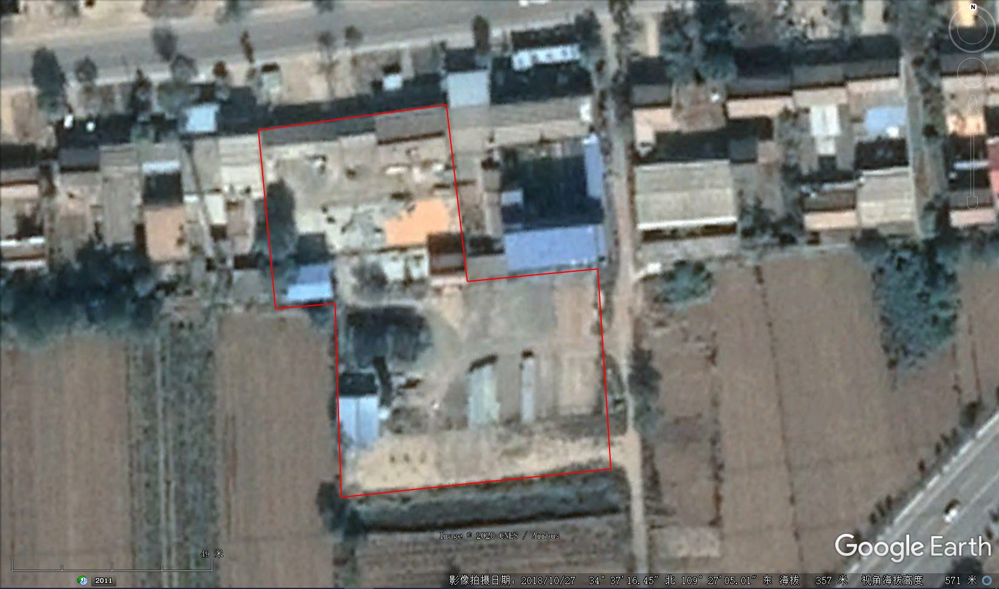 N
Image © 2020 CNES / Airbus
Google Earth
49 米
2011
影像拍摄日期: 2018/10/27 34° 37′16.45″ 北 109° 27′05.01″ 东 海拔 357 米 视角海拔高度 571 米